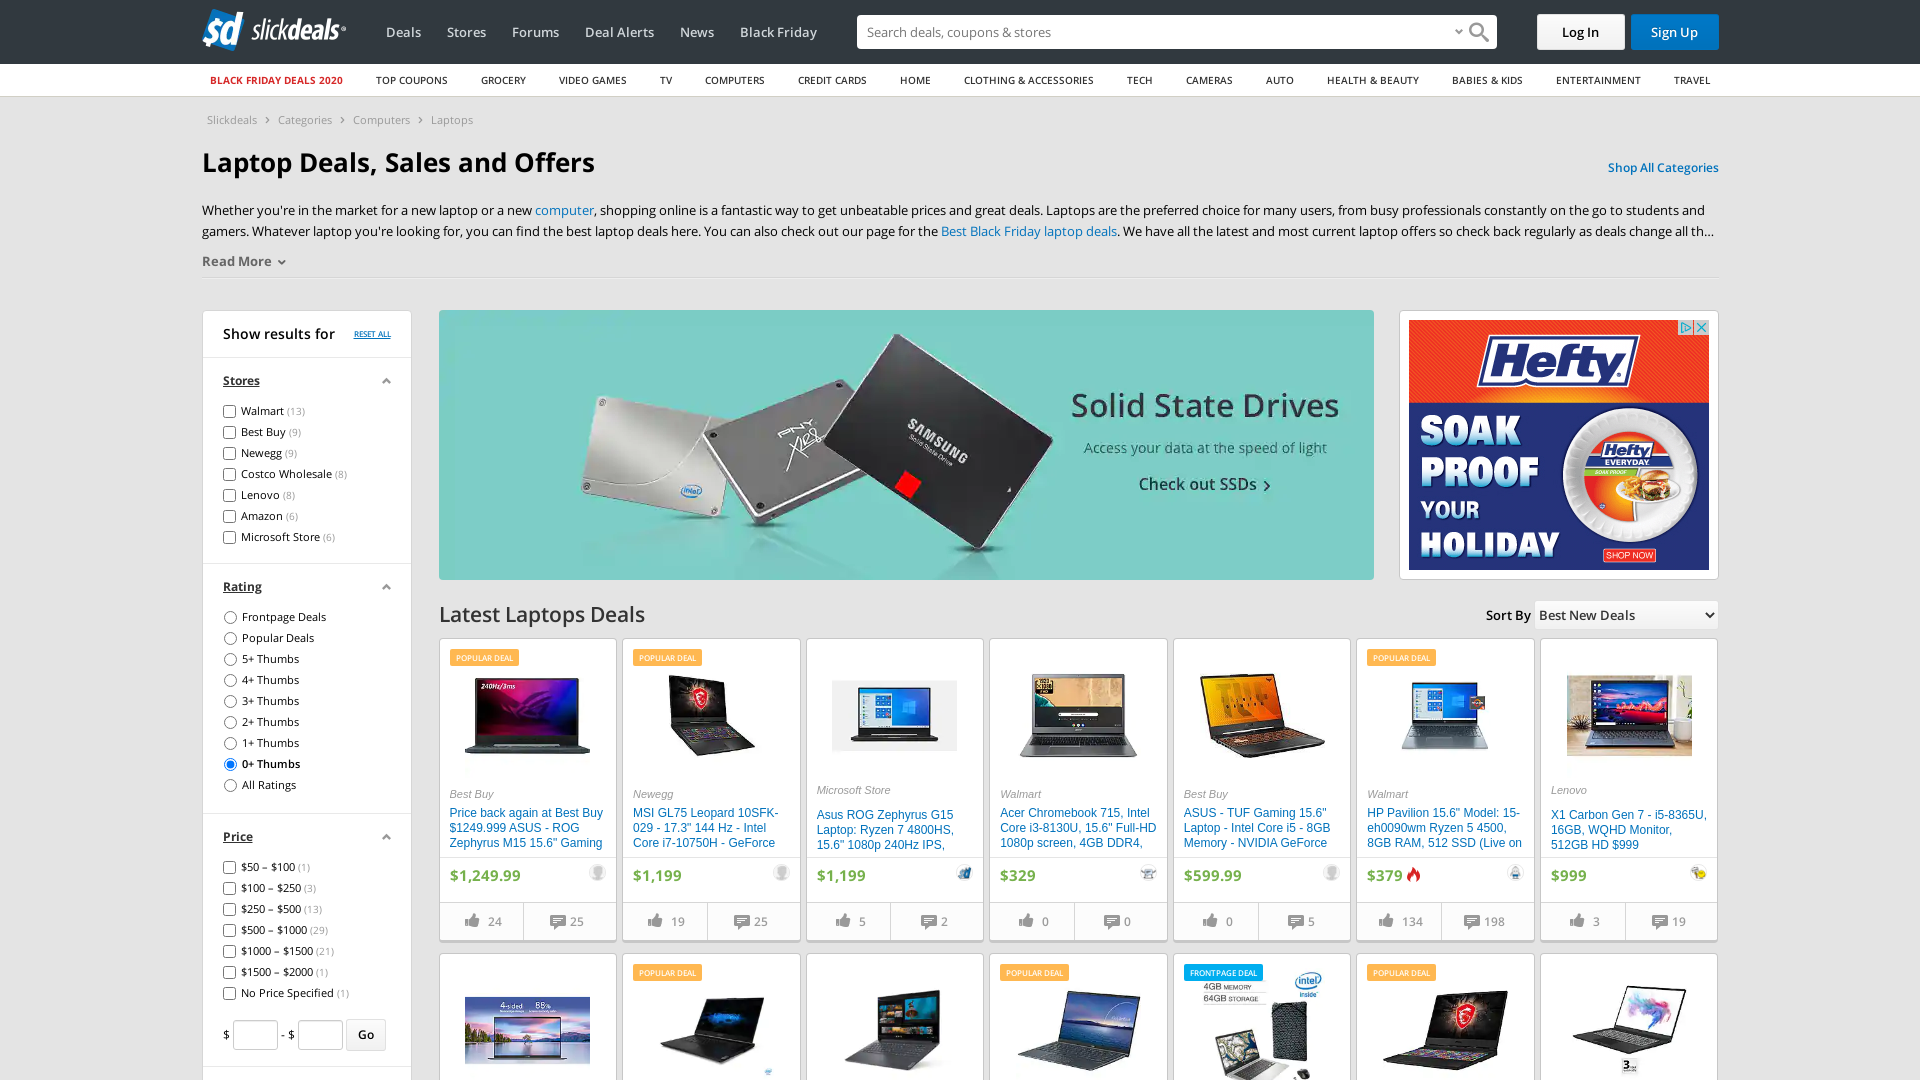 sd slickdeals
Deals
Stores
Forums
Deal Alerts
News
Black Friday
Search deals, coupons & stores
Log In
Sign Up
BLACK FRIDAY DEALS 2020
TOP COUPONS
GROCERY
VIDEO GAMES
TV
COMPUTERS
CREDIT CARDS
HOME
CLOTHING & ACCESSORIES
TECH
CAMERAS
AUTO
HEALTH & BEAUTY
BABIES & KIDS
ENTERTAINMENT
TRAVEL
Slickdeals > Categories > Computers > Laptops
Laptop Deals, Sales and Offers
Shop All Categories
Whether you're in the market for a new laptop or a new computer, shopping online is a fantastic way to get unbeatable prices and great deals. Laptops are the preferred choice for many users, from busy professionals constantly on the go to students and
gamers. Whatever laptop you're looking for, you can find the best laptop deals here. You can also check out our page for the Best Black Friday laptop deals. We have all the latest and most current laptop offers so check back regularly as deals change all th...
Read More
Show results for
RESET ALL
Stores
Walmart (13)
Best Buy (9)
Newegg (9)
Costco Wholesale (8)
Lenovo (8)
Amazon (6)
Microsoft Store (6)
Rating
Frontpage Deals
Popular Deals
5+ Thumbs
4+ Thumbs
3+ Thumbs
2+ Thumbs
1+ Thumbs
0+ Thumbs
All Ratings
Price
$50 – $100 (1)
$100 – $250 (3)
$250 – $500 (13)
$500 – $1000 (29)
$1000 – $1500 (21)
$1500 – $2000 (1)
No Price Specified (1)
$ - $ Go
intel
PNY
XLR8
SAMSUNG
Solid State Drive
Solid State Drives
Access your data at the speed of light
Check out SSDs >
Hefty
SOAK
PROOF
YOUR
HOLIDAY
Hefty
EVERYDAY
SOAK PROOF
SHOP NOW
Latest Laptops Deals
Sort By
Best New Deals
POPULAR DEAL
240Hz/3ms
Best Buy
Price back again at Best Buy
$1249.999 ASUS - ROG
Zephyrus M15 15.6" Gaming
$1,249.99
24
25
POPULAR DEAL
Newegg
MSI GL75 Leopard 10SFK-
029 - 17.3" 144 Hz - Intel
Core i7-10750H - GeForce
$1,199
19
25
Microsoft Store
Asus ROG Zephyrus G15
Laptop: Ryzen 7 4800HS,
15.6" 1080p 240Hz IPS,
$1,199
5
2
Walmart
Acer Chromebook 715, Intel
Core i3-8130U, 15.6" Full-HD
1080p screen, 4GB DDR4,
$329
0
0
Best Buy
ASUS - TUF Gaming 15.6"
Laptop - Intel Core i5 - 8GB
Memory - NVIDIA GeForce
$599.99
0
5
POPULAR DEAL
Walmart
HP Pavilion 15.6" Model: 15-
eh0090wm Ryzen 5 4500,
8GB RAM, 512 SSD (Live on
$379
134
198
Lenovo
X1 Carbon Gen 7 - i5-8365U,
16GB, WQHD Monitor,
512GB HD $999
$999
3
19
4-sided 88%
POPULAR DEAL
POPULAR DEAL
FRONTPAGE DEAL
4GB MEMORY
64GB STORAGE
intel
inside
POPULAR DEAL
3